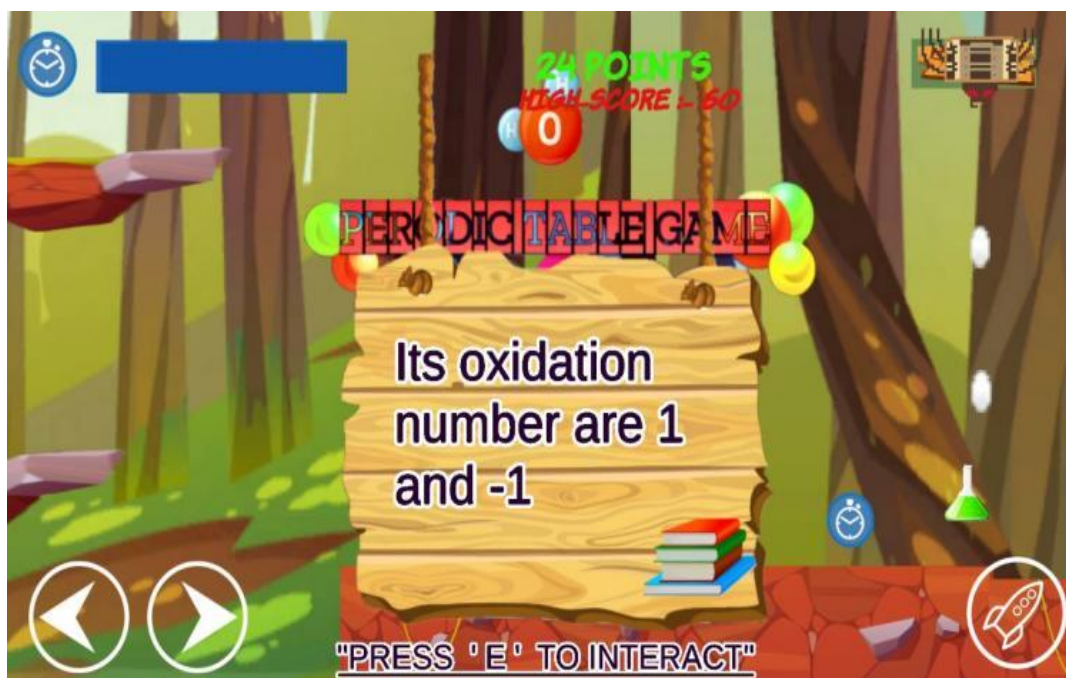 24 POINTS
HIGH SCORE :- 60
H
H
O
PERIODIC TABLE GAME
Its oxidation
number are 1
and -1
"PRESS 'E' TO INTERACT"